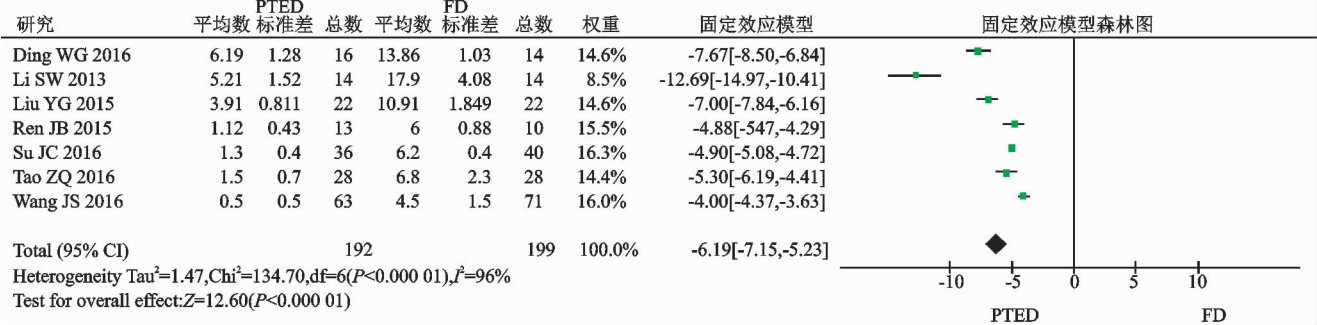 PTED FD
研究 平均数 标准差 总数 平均数 标准差 总数 权重 固定效应模型 固定效应模型森林图
Ding WG 2016 6.19 1.28 16 13.86 1.03 14 14.6% -7.67[-8.50,-6.84]
Li SW 2013 5.21 1.52 14 17.9 4.08 14 8.5% -12.69[-14.97,-10.41]
Liu YG 2015 3.91 0.811 22 10.91 1.849 22 14.6% -7.00[-7.84,-6.16]
Ren JB 2015 1.12 0.43 13 6 0.88 10 15.5% -4.88[-547,-4.29]
Su JC 2016 1.3 0.4 36 6.2 0.4 40 16.3% -4.90[-5.08,-4.72]
Tao ZQ 2016 1.5 0.7 28 6.8 2.3 28 14.4% -5.30[-6.19,-4.41]
Wang JS 2016 0.5 0.5 63 4.5 1.5 71 16.0% -4.00[-4.37,-3.63]
Total (95% CI) 192 199 100.0% -6.19[-7.15,-5.23]
Heterogeneity Tau²=1.47,Chi²=134.70,df=6(P<0.000 01),I²=96%
Test for overall effect:Z=12.60(P<0.000 01)
-10 -5 0 5 10
PTED FD